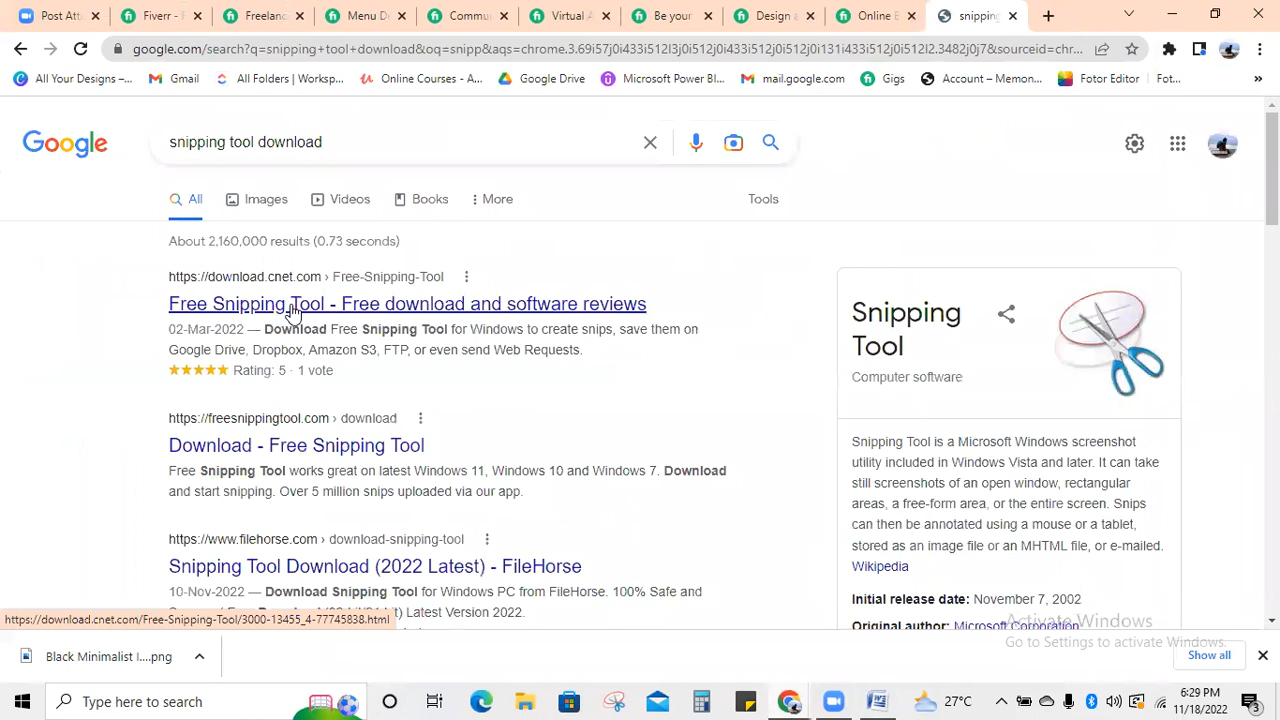 Post Att
Fiverr -
Freelanc
Menu D
Commu
Virtual A
Be your
Design a
Online B
snipping
google.com/search?q=snipping+tool+download&oq=snipp&aqs=chrome.3.69i57j0i433i512l3j0i512j0i433i512j0i512j0i131i433i512j0i512l2.3482j0j7&sourceid=chr...
All Your Designs –...
Gmail
All Folders | Worksp...
Online Courses - A...
Google Drive
Microsoft Power BI...
mail.google.com
Gigs
Account – Memon...
Fotor Editor
Fot...
»
Google
snipping tool download
All
Images
Videos
Books
More
Tools
About 2,160,000 results (0.73 seconds)
https://download.cnet.com › Free-Snipping-Tool
Free Snipping Tool - Free download and software reviews
02-Mar-2022 — Download Free Snipping Tool for Windows to create snips, save them on
Google Drive, Dropbox, Amazon S3, FTP, or even send Web Requests.
Rating: 5 · 1 vote
https://freesnippingtool.com › download
Download - Free Snipping Tool
Free Snipping Tool works great on latest Windows 11, Windows 10 and Windows 7. Download
and start snipping. Over 5 million snips uploaded via our app.
https://www.filehorse.com › download-snipping-tool
Snipping Tool Download (2022 Latest) - FileHorse
10-Nov-2022 — Download Snipping Tool for Windows PC from FileHorse. 100% Safe and
Latest Version 2022.
Snipping
Tool
Computer software
Snipping Tool is a Microsoft Windows screenshot
utility included in Windows Vista and later. It can take
still screenshots of an open window, rectangular
areas, a free-form area, or the entire screen. Snips
can then be annotated using a mouse or a tablet,
stored as an image file or an MHTML file, or e-mailed.
Wikipedia
Initial release date: November 7, 2002
Original author: Microsoft Corporation
Activate Windows
Go to Settings to activate Windows.
https://download.cnet.com/Free-Snipping-Tool/3000-13455_4-77745838.html
Black Minimalist I....png
Show all
Type here to search
27°C
6:29 PM
11/18/2022
3